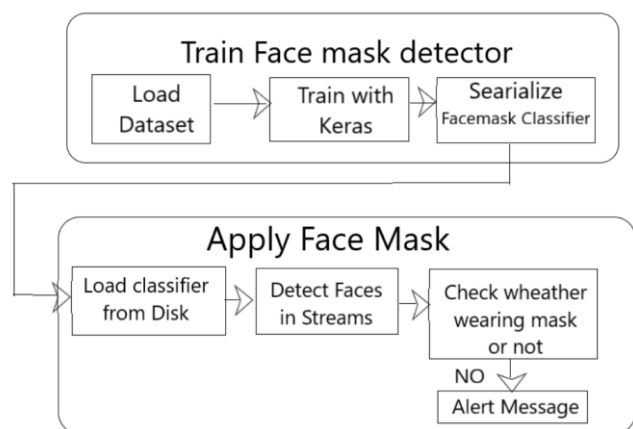 Train Face mask detector
Load
Dataset
Train with
Keras
Searialize
Facemask Classifier
Apply Face Mask
Load classifier
from Disk
Detect Faces
in Streams
Check wheather
wearing mask
or not
NO
Alert Message